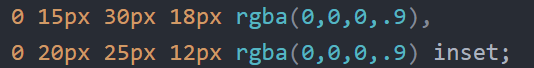 0 15px 30px 18px rgba(0,0,0,.9),
0 20px 25px 12px rgba(0,0,0,.9) inset;